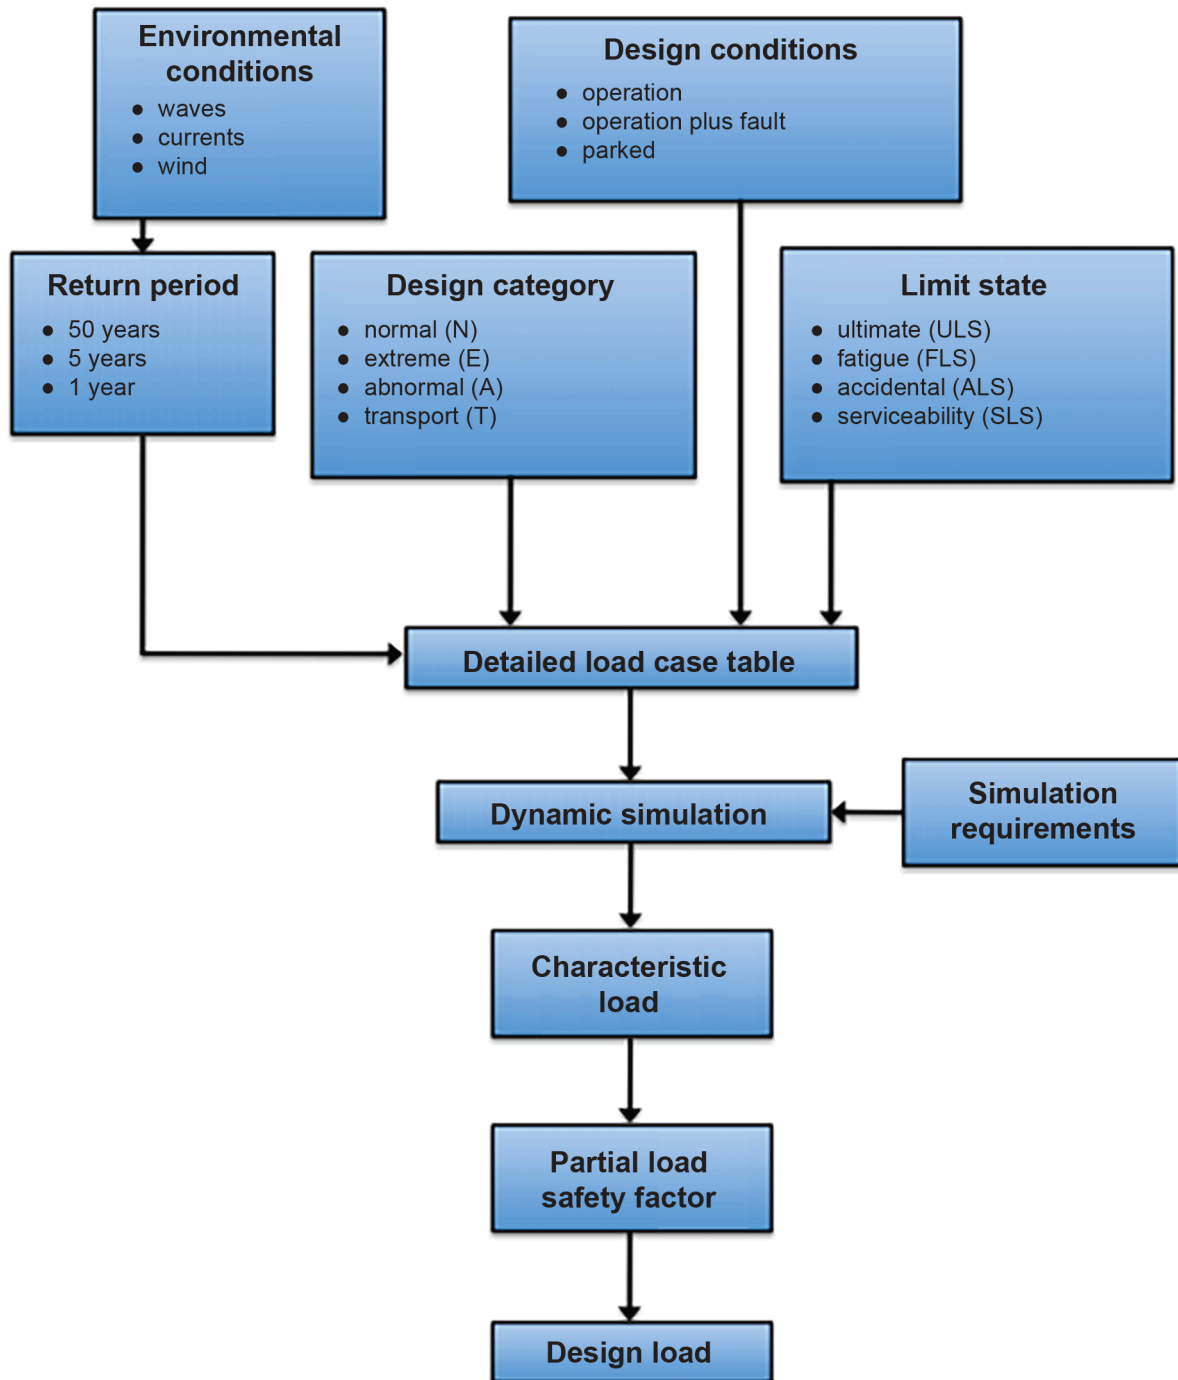 Environmental
conditions
● waves
● currents
● wind
Design conditions
● operation
● operation plus fault
● parked
Return period
● 50 years
● 5 years
● 1 year
Design category
● normal (N)
● extreme (E)
● abnormal (A)
● transport (T)
Limit state
● ultimate (ULS)
● fatigue (FLS)
● accidental (ALS)
● serviceability (SLS)
Detailed load case table
Dynamic simulation
Simulation
requirements
Characteristic
load
Partial load
safety factor
Design load